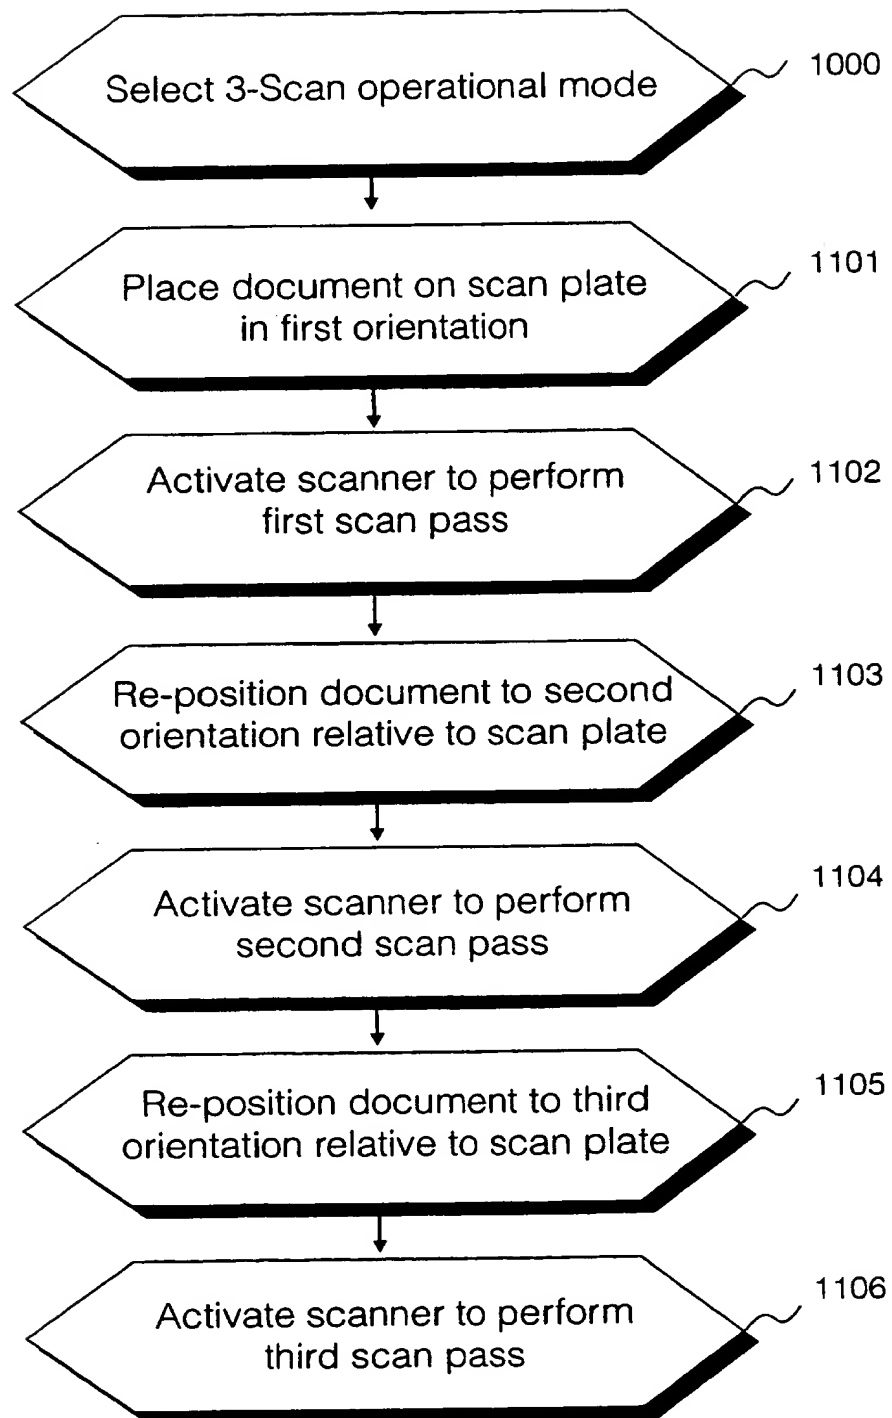 Select 3-Scan operational mode
1000
Place document on scan plate
in first orientation
1101
Activate scanner to perform
first scan pass
1102
Re-position document to second
orientation relative to scan plate
1103
Activate scanner to perform
second scan pass
1104
Re-position document to third
orientation relative to scan plate
1105
Activate scanner to perform
third scan pass
1106